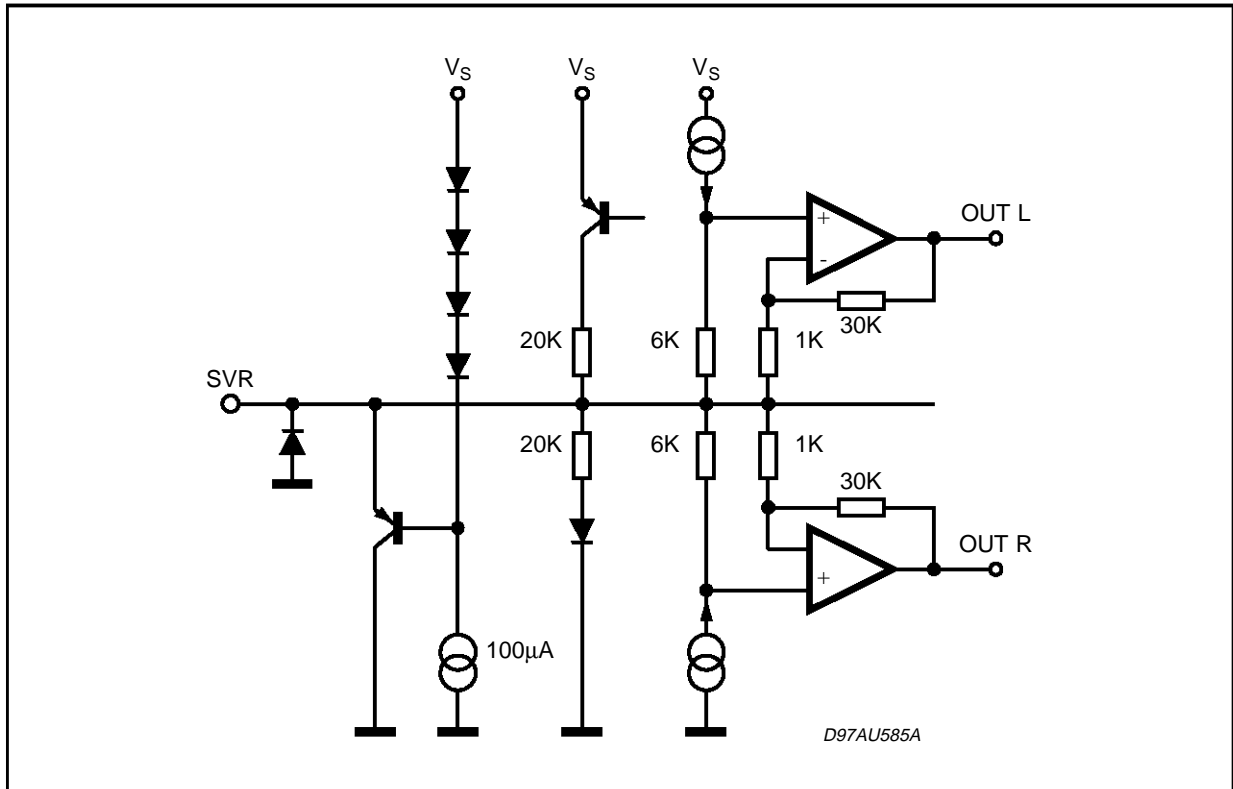 VS VS VS
+ OUT L
-
30K
20K 6K 1K
SVR
20K 6K 1K
30K
OUT R
+
100µA
D97AU585A